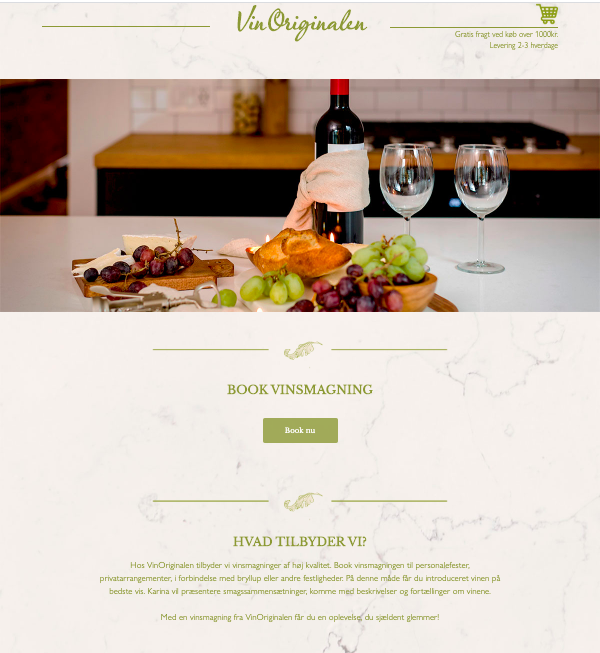 VinOriginalen
Gratis fragt ved køb over 1000kr.
Levering 2-3 hverdage
BOOK VINSMAGNING
Book nu
HVAD TILBYDER VI?
Hos VinOriginalen tilbyder vi vinsmagninger af høj kvalitet. Book vinsmagningen til personalefester,
privatarrangementer, i forbindelse med bryllup eller andre festligheder. På denne måde får du introduceret vinen på
bedste vis. Karina vil præsentere smagssammensætninger, komme med beskrivelser og fortællinger om vinene.
Med en vinsmagning fra VinOriginalen får du en oplevelse, du sjældent glemmer!